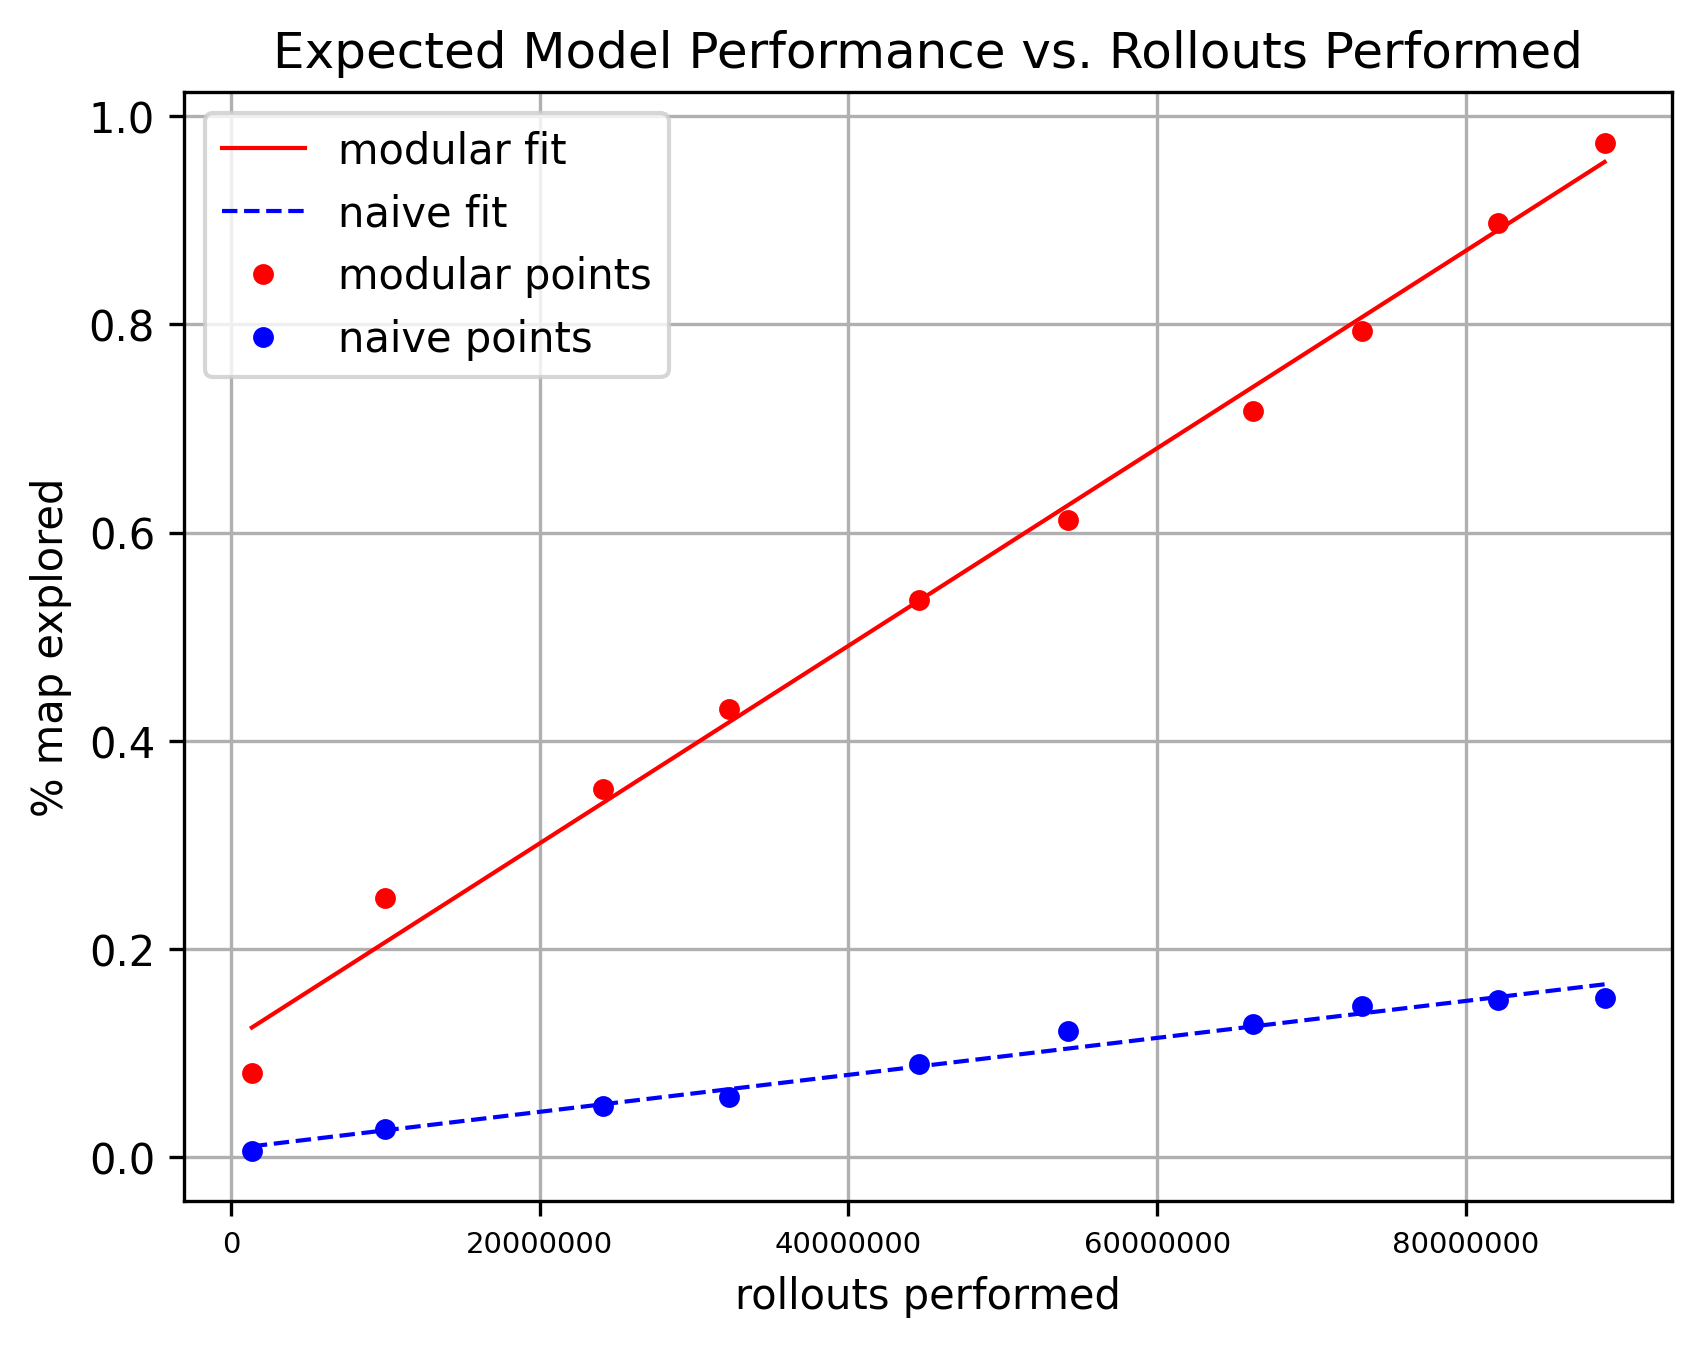 Expected Model Performance vs. Rollouts Performed
modular fit
naive fit
modular points
naive points
1.0
0.8
0.6
0.4
0.2
0.0
% map explored
0 20000000 40000000 60000000 80000000
rollouts performed